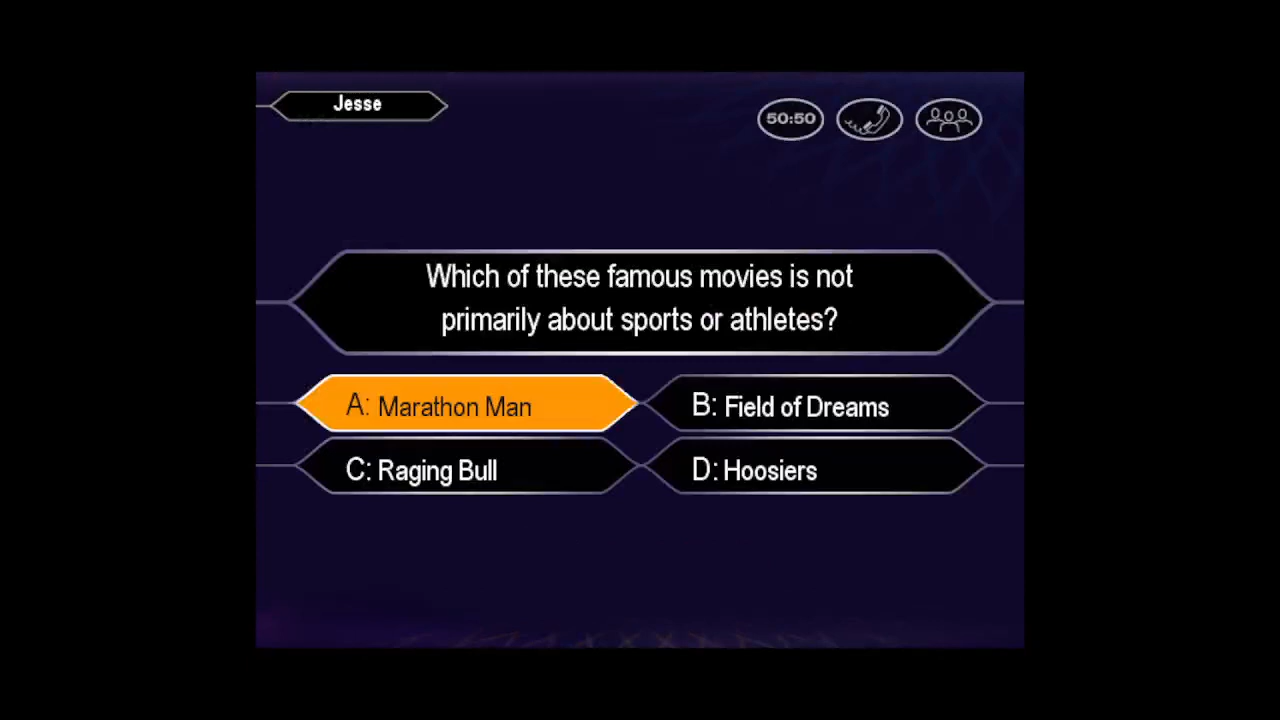 Jesse
50:50
Which of these famous movies is not
primarily about sports or athletes?
A: Marathon Man
B: Field of Dreams
C: Raging Bull
D: Hoosiers